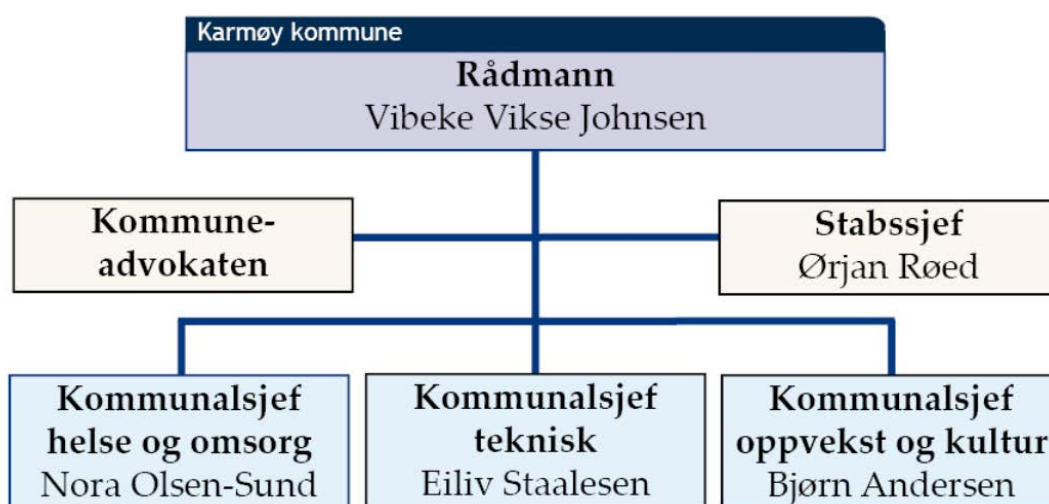 Karmøy kommune
Rådmann
Vibeke Vikse Johnsen
Kommune-
advokaten
Stabssjef
Ørjan Røed
Kommunalsjef
helse og omsorg
Nora Olsen-Sund
Kommunalsjef
teknisk
Eiliv Staalesen
Kommunalsjef
oppvekst og kultur
Bjørn Andersen